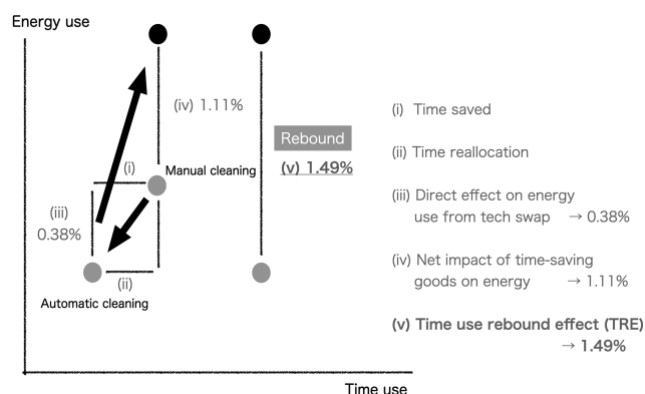 Energy use
(iv) 1.11%
Rebound
(i)
Manual cleaning
(v) 1.49%
(iii)
0.38%
(ii)
Automatic cleaning
Time use
(i) Time saved
(ii) Time reallocation
(iii) Direct effect on energy
use from tech swap → 0.38%
(iv) Net impact of time-saving
goods on energy → 1.11%
(v) Time use rebound effect (TRE)
→ 1.49%